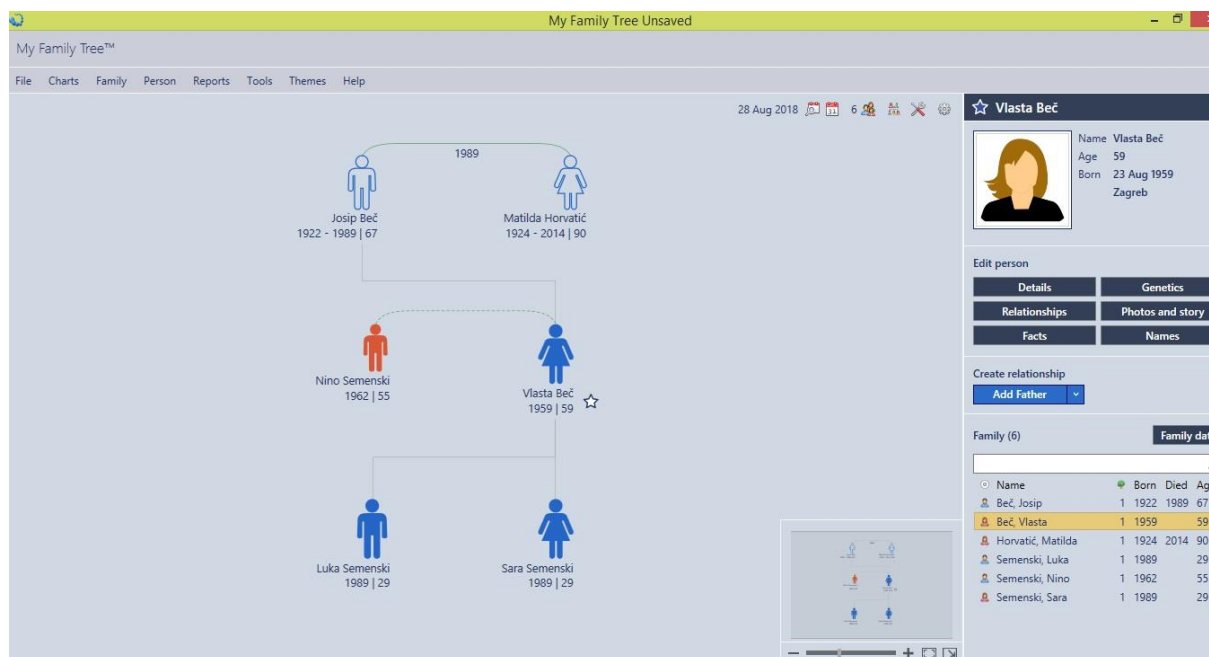 My Family Tree Unsaved
My Family Tree™
File Charts Family Person Reports Tools Themes Help
28 Aug 2018 31 6
1989
Josip Beč
1922 - 1989 | 67
Matilda Horvatić
1924 - 2014 | 90
Nino Semenski
1962 | 55
Vlasta Beč
1959 | 59
Luka Semenski
1989 | 29
Sara Semenski
1989 | 29
Vlasta Beč
Name Vlasta Beč
Age 59
Born 23 Aug 1959
Zagreb
Edit person
Details Genetics
Relationships Photos and story
Facts Names
Create relationship
Add Father
Family (6) Family dat
Name Born Died Ag
Beč, Josip 1 1922 1989 67
Beč, Vlasta 1 1959 59
Horvatić, Matilda 1 1924 2014 90
Semenski, Luka 1 1989 29
Semenski, Nino 1 1962 55
Semenski, Sara 1 1989 29